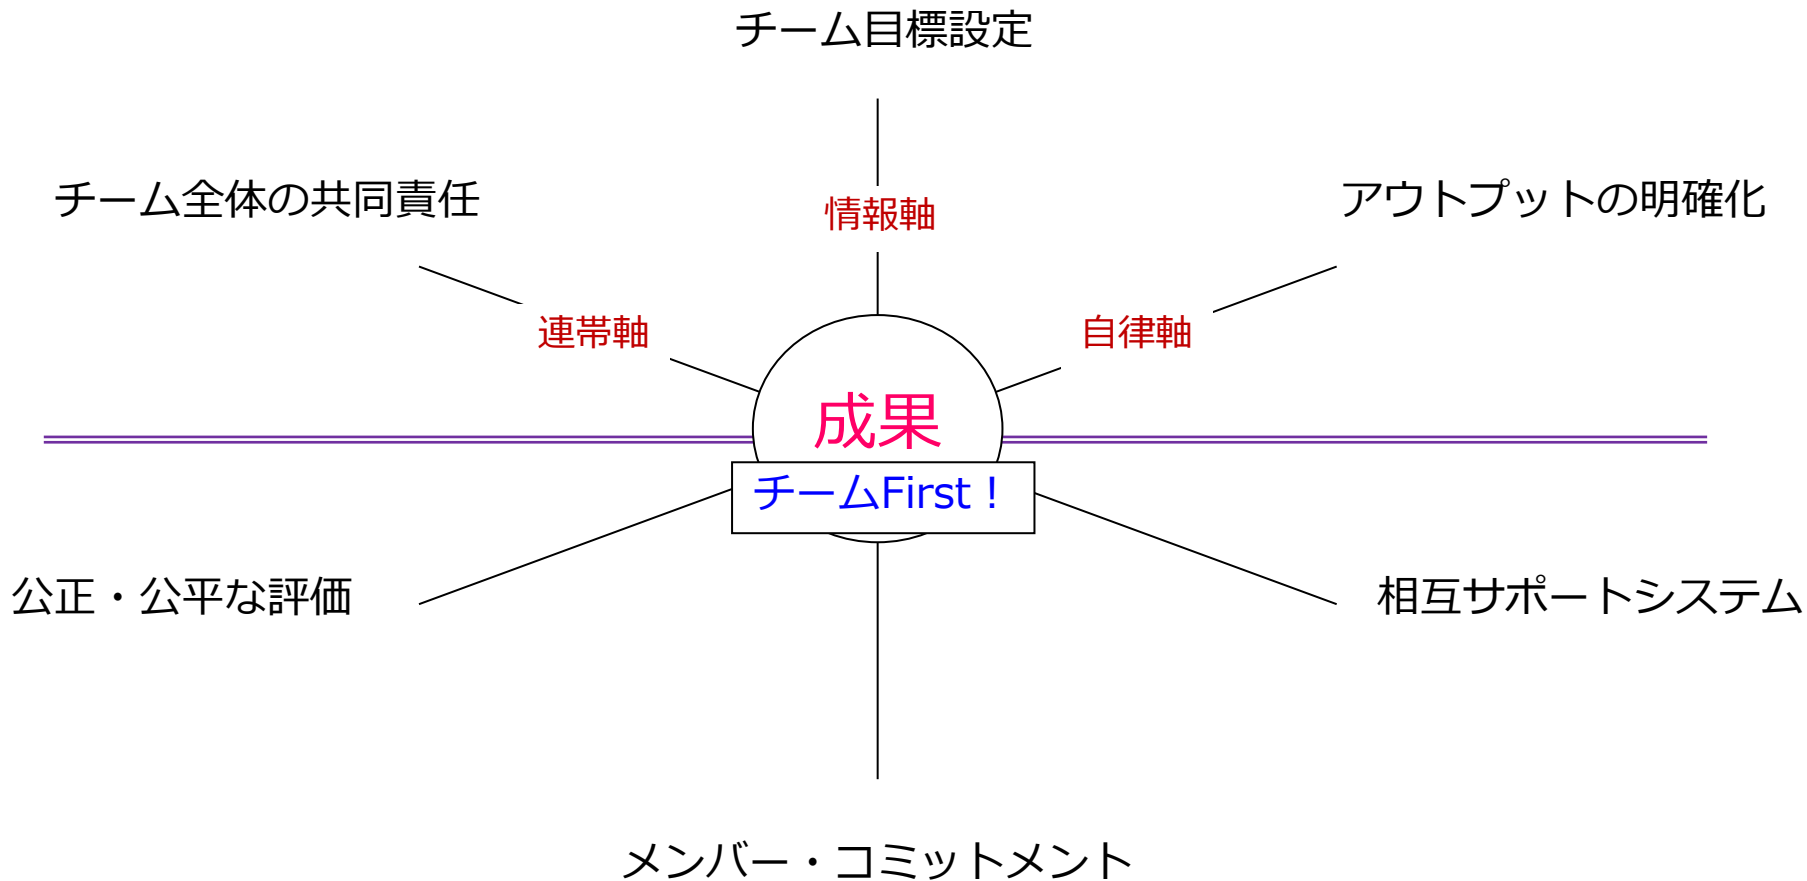 チーム目標設定
チーム全体の共同責任
アウトプットの明確化
情報軸
連帯軸
自律軸
成果
チームFirst！
公正・公平な評価
相互サポートシステム
メンバー・コミットメント